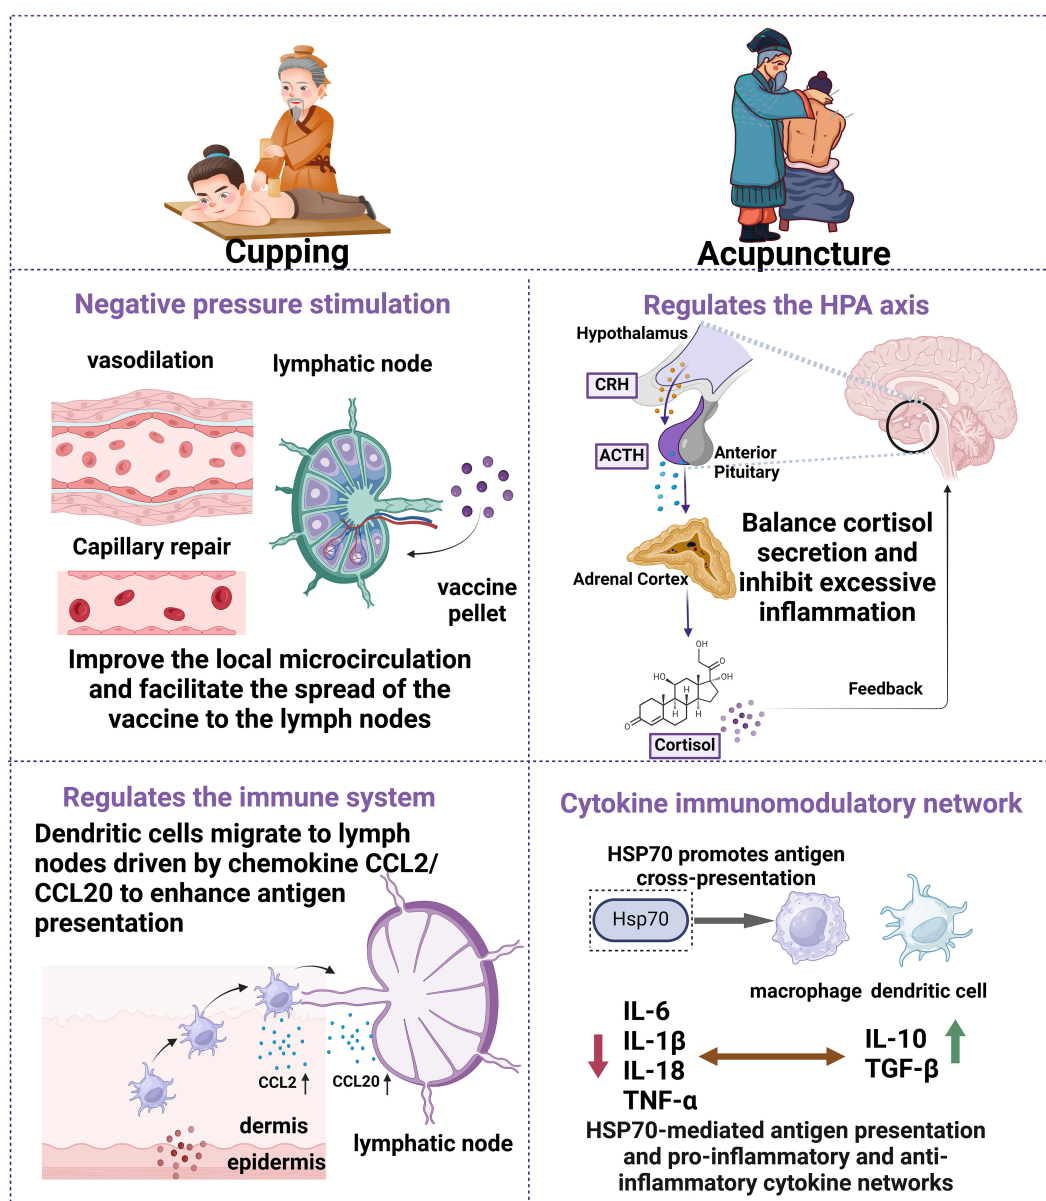 Cupping
Acupuncture
Negative pressure stimulation
vasodilation
lymphatic node
Capillary repair
vaccine
pellet
Improve the local microcirculation
and facilitate the spread of the
vaccine to the lymph nodes
Regulates the HPA axis
Hypothalamus
CRH
ACTH
Anterior
Pituitary
Adrenal Cortex
Balance cortisol
secretion and
inhibit excessive
inflammation
OH
O
HO
OH
H
H
H
O
Cortisol
Feedback
Regulates the immune system
Dendritic cells migrate to lymph
nodes driven by chemokine CCL2/
CCL20 to enhance antigen
presentation
CCL2
CCL20
dermis
epidermis
lymphatic node
Cytokine immunomodulatory network
HSP70 promotes antigen
cross-presentation
Hsp70
macrophage
dendritic cell
IL-6
IL-1β
IL-18
TNF-α
IL-10
TGF-β
HSP70-mediated antigen presentation
and pro-inflammatory and anti-
inflammatory cytokine networks